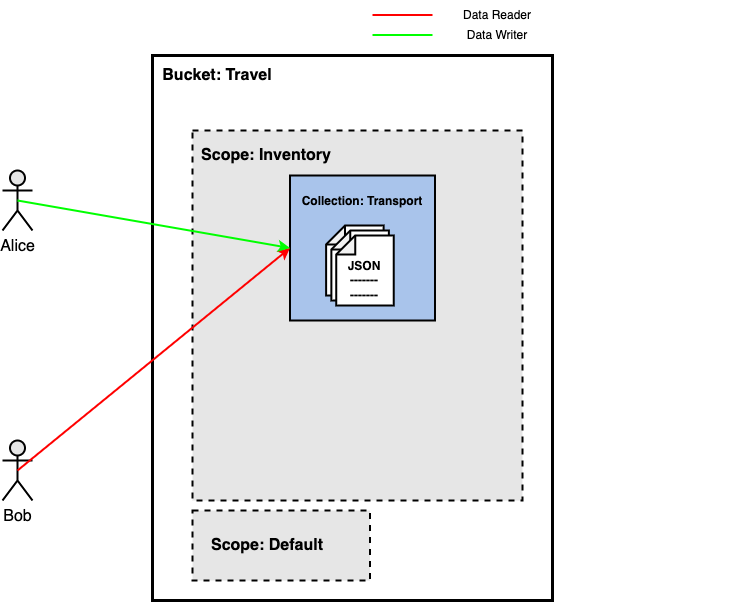 Data Reader
Data Writer
Bucket: Travel
Scope: Inventory
Collection: Transport
JSON
-------
-------
Alice
Bob
Scope: Default